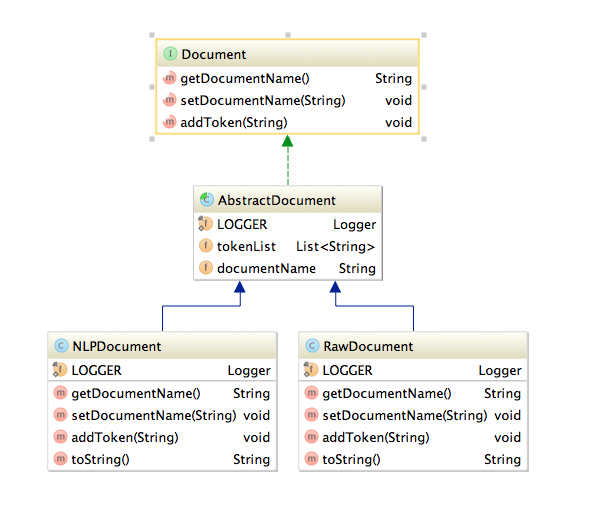 I Document
m getDocumentName() String
m setDocumentName(String) void
m addToken(String) void
C AbstractDocument
f LOGGER Logger
f tokenList List<String>
f documentName String
C NLPDocument
f LOGGER Logger
m getDocumentName() String
m setDocumentName(String) void
m addToken(String) void
m toString() String
C RawDocument
f LOGGER Logger
m getDocumentName() String
m setDocumentName(String) void
m addToken(String) void
m toString() String